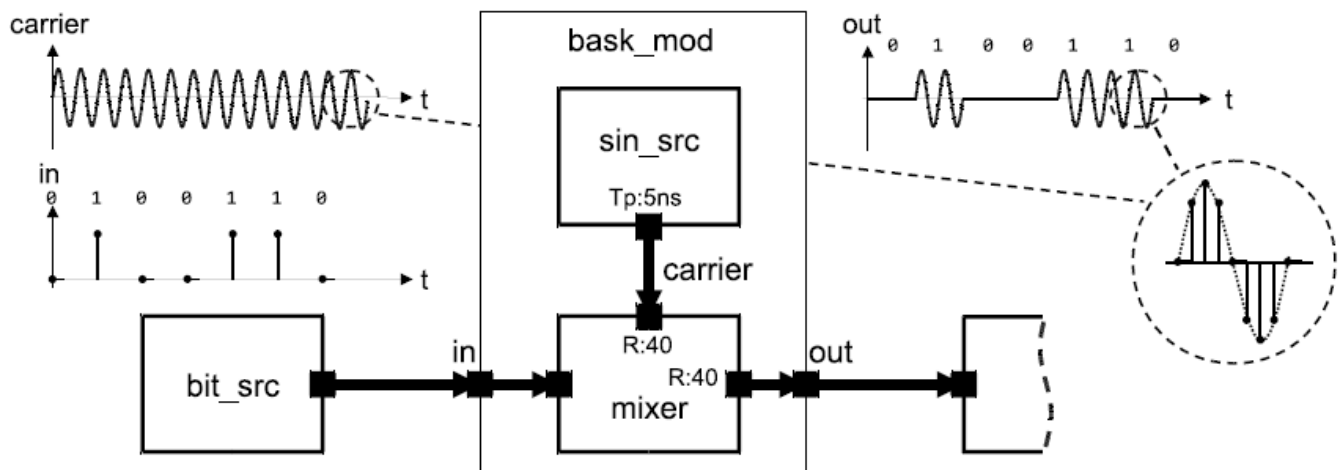 carrier
t
in
0 1 0 0 1 1 0
t
bit_src
in
bask_mod
sin_src
Tp:5ns
carrier
R:40
R:40
mixer
out
out
0 1 0 0 1 1 0
t